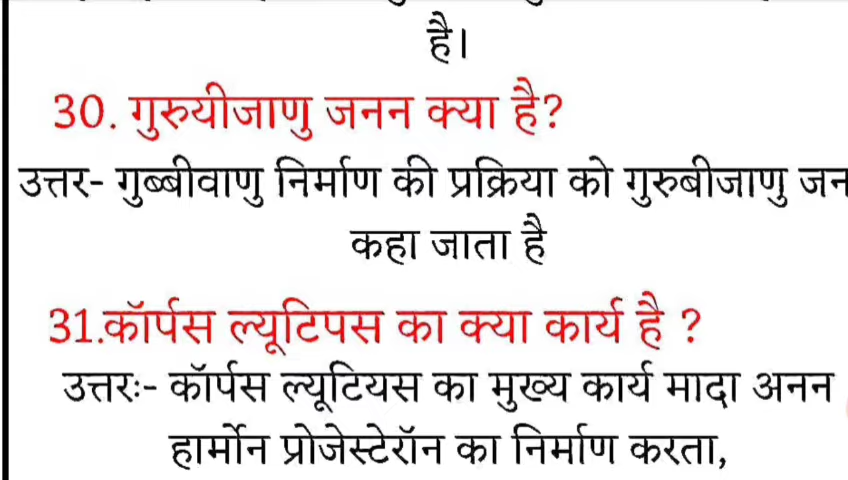 है।
30. गुरुयीजाणु जनन क्या है?
उत्तर- गुब्बीवाणु निर्माण की प्रक्रिया को गुरुबीजाणु जन
कहा जाता है
31.कॉर्पस ल्यूटिपस का क्या कार्य है ?
उत्तरः- कॉर्पस ल्यूटियस का मुख्य कार्य मादा अनन
हार्मोन प्रोजेस्टेरॉन का निर्माण करता,